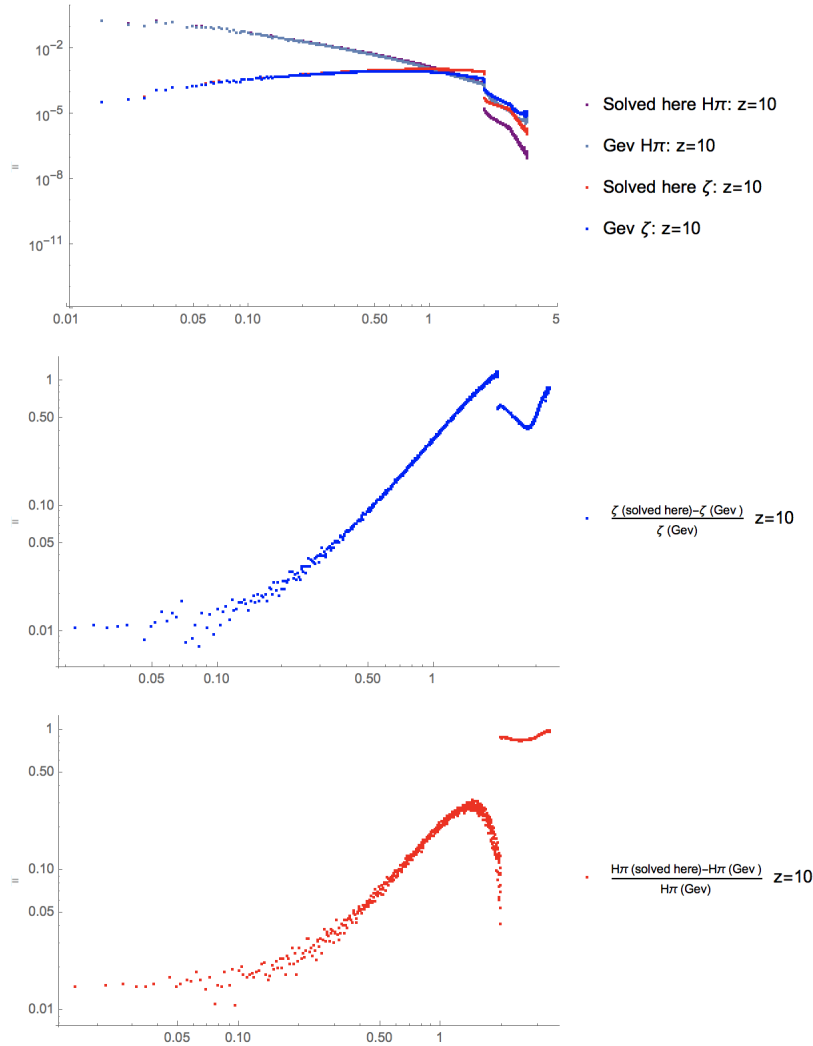 10^-2
10^-5
10^-8
10^-11
=
0.01 0.05 0.10 0.50 1 5
Solved here Hπ: z=10
Gev Hπ: z=10
Solved here ζ: z=10
Gev ζ: z=10
1
0.50
0.10
0.05
0.01
=
0.05 0.10 0.50 1
ζ (solved here)-ζ (Gev)
ζ (Gev)
z=10
1
0.50
0.10
0.05
0.01
=
0.05 0.10 0.50 1
Hπ (solved here)-Hπ (Gev)
Hπ (Gev)
z=10